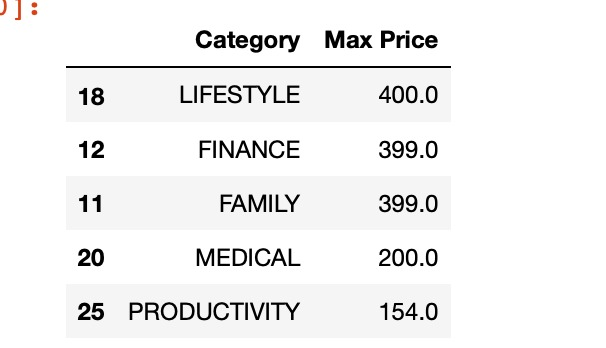 0]:
Category Max Price
18 LIFESTYLE 400.0
12 FINANCE 399.0
11 FAMILY 399.0
20 MEDICAL 200.0
25 PRODUCTIVITY 154.0